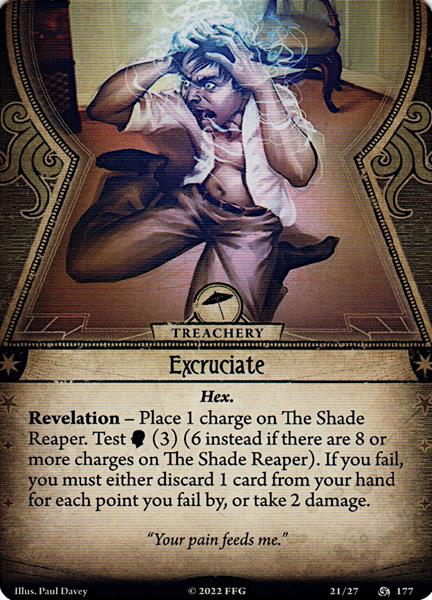 TREACHERY
Excruciate
Hex.
Revelation – Place 1 charge on The Shade
Reaper. Test (3) (6 instead if there are 8 or
more charges on The Shade Reaper). If you fail,
you must either discard 1 card from your hand
for each point you fail by, or take 2 damage.
“Your pain feeds me.”
Illus. Paul Davey © 2022 FFG 21/27 177